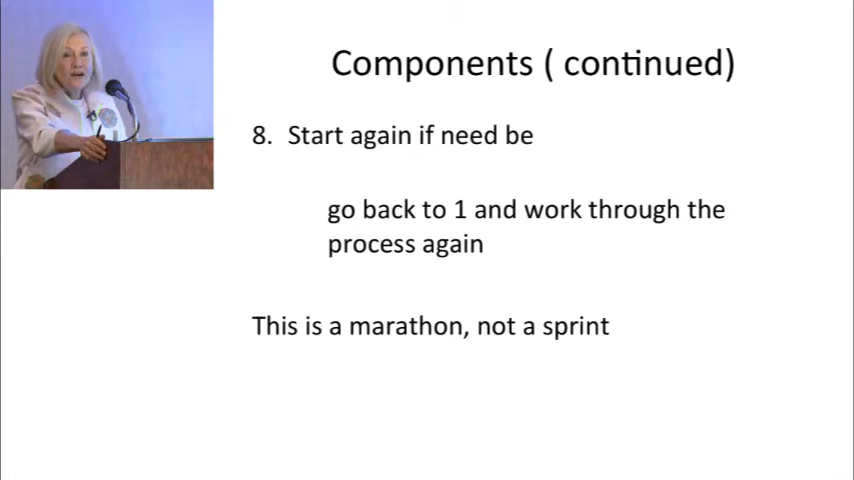 Components ( continued)
8. Start again if need be
go back to 1 and work through the
process again
This is a marathon, not a sprint